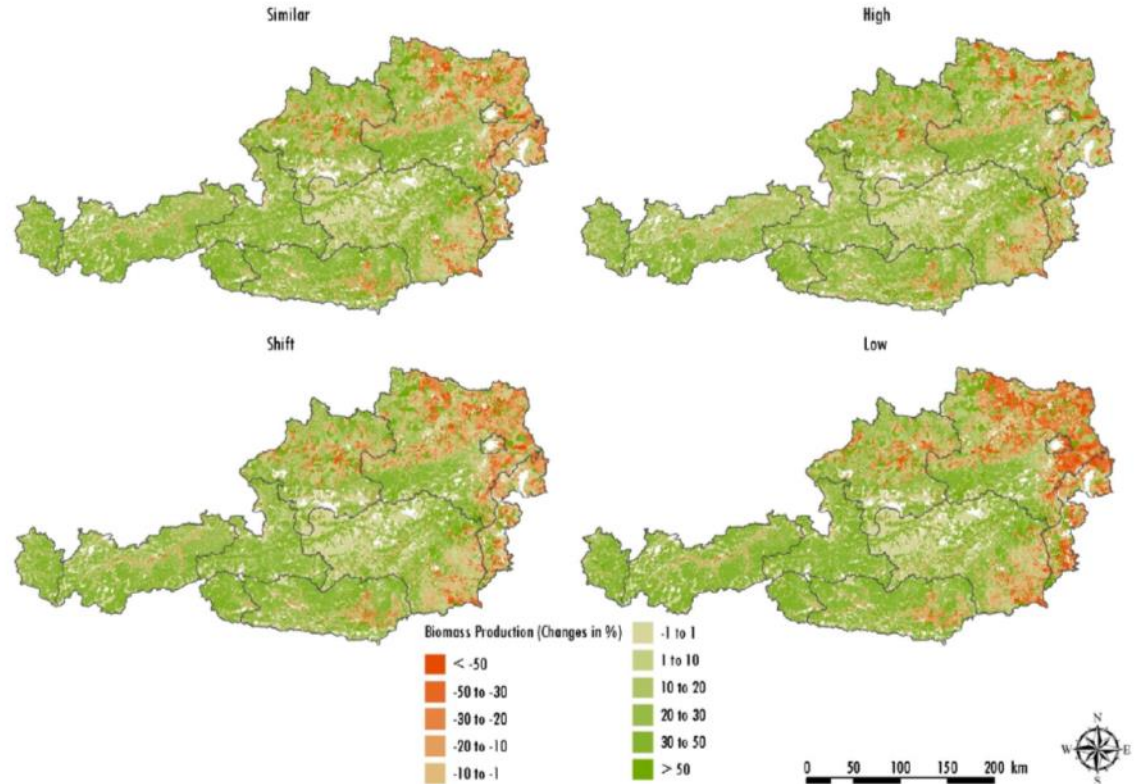 Similar
High
Shift
Low
Biomass Production (Changes in %)
< -50
-50 to -30
-30 to -20
-20 to -10
-10 to -1
-1 to 1
1 to 10
10 to 20
20 to 30
30 to 50
> 50
N
W E
S
0 50 100 150 200 km